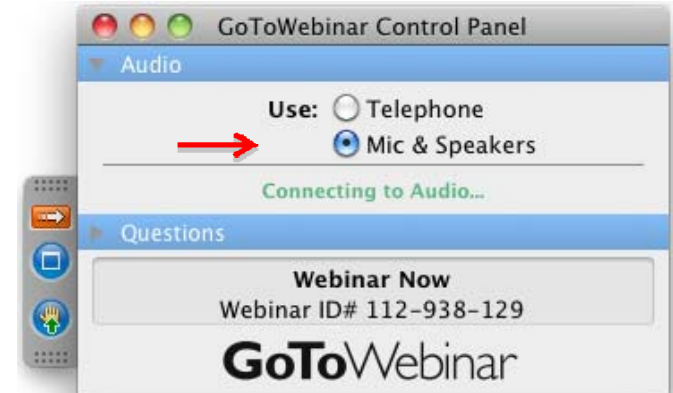 GoToWebinar Control Panel
Audio
Use: Telephone
Mic & Speakers
Connecting to Audio...
Questions
Webinar Now
Webinar ID# 112-938-129
GoToWebinar